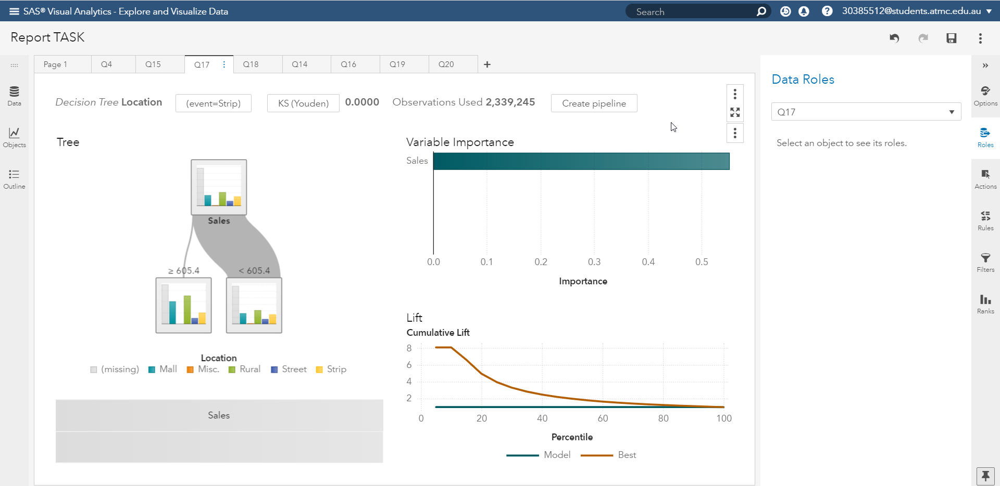 SAS® Visual Analytics - Explore and Visualize Data
Search
30385512@students.atmc.edu.au
Report TASK
Page 1
Q4
Q15
Q17
Q18
Q14
Q16
Q19
Q20
Data
Objects
Outline
Decision Tree Location
(event=Strip)
KS (Youden)
0.0000
Observations Used 2,339,245
Create pipeline
Tree
Sales
≥ 605.4
< 605.4
Location
(missing)
Mall
Misc.
Rural
Street
Strip
Sales
Variable Importance
Sales
0.0
0.1
0.2
0.3
0.4
0.5
Importance
Lift
Cumulative Lift
8
6
4
2
0
20
40
60
80
100
Percentile
Model
Best
Data Roles
Q17
Select an object to see its roles.
Options
Roles
Actions
Rules
Filters
Ranks